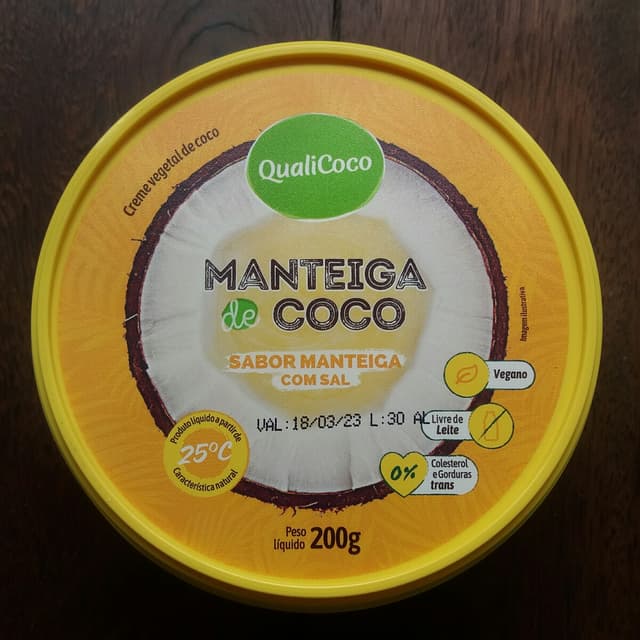 Creme vegetal de coco
QualiCoco
MANTEIGA
de COCO
SABOR MANTEIGA
COM SAL
Imagem ilustrativa
Vegano
VAL:18/03/23 L:30 AL
Livre de
Leite
Produto líquido a partir de
25°C
Característica natural
0%
Colesterol
e Gorduras
trans
Peso
líquido 200g